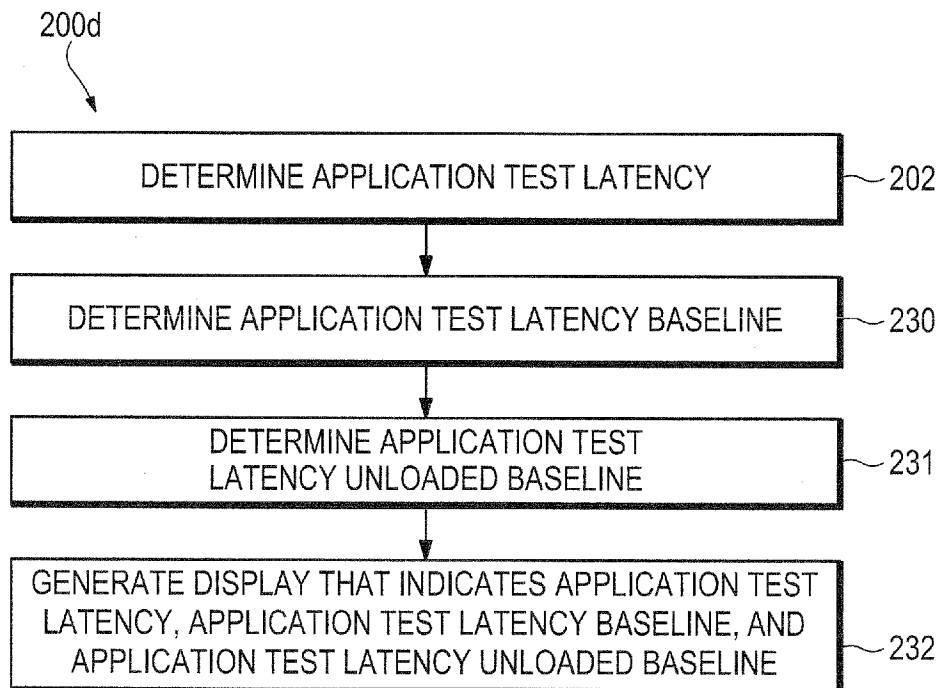 200d
DETERMINE APPLICATION TEST LATENCY
202
DETERMINE APPLICATION TEST LATENCY BASELINE
230
DETERMINE APPLICATION TEST
LATENCY UNLOADED BASELINE
231
GENERATE DISPLAY THAT INDICATES APPLICATION TEST
LATENCY, APPLICATION TEST LATENCY BASELINE, AND
APPLICATION TEST LATENCY UNLOADED BASELINE
232